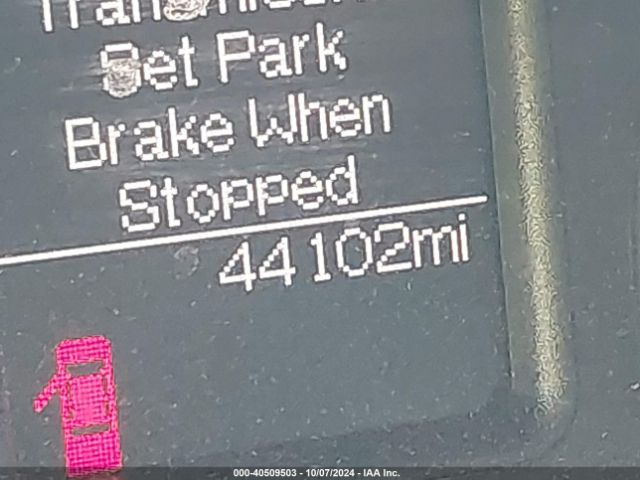 Set Park
Brake When
Stopped
44102mi
000-40509503 - 10/07/2024 - IAA Inc.